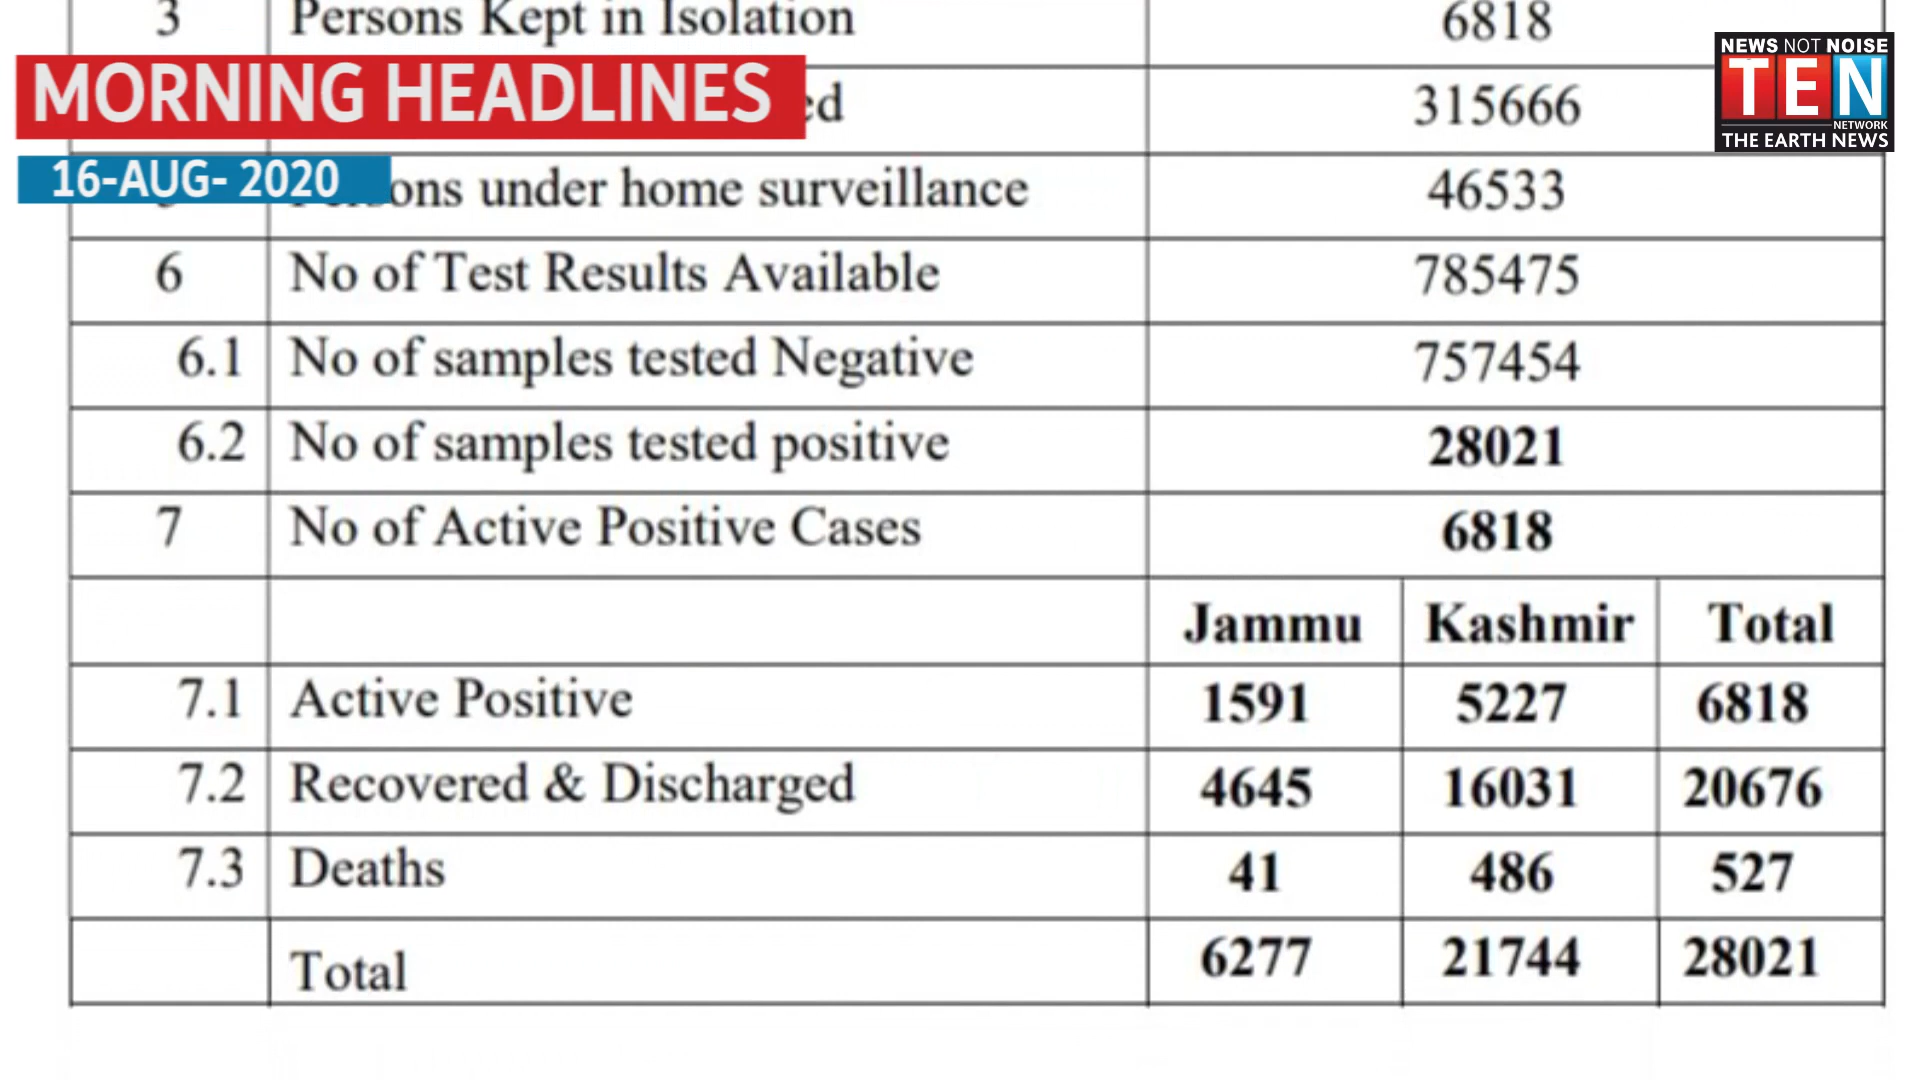 3 Persons Kept in Isolation 6818
MORNING HEADLINES
315666
16-AUG- 2020
under home surveillance 46533
6 No of Test Results Available 785475
6.1 No of samples tested Negative 757454
6.2 No of samples tested positive 28021
7 No of Active Positive Cases 6818
Jammu Kashmir Total
7.1 Active Positive 1591 5227 6818
7.2 Recovered & Discharged 4645 16031 20676
7.3 Deaths 41 486 527
Total 6277 21744 28021
NEWS NOT NOISE
TEN
NETWORK
THE EARTH NEWS